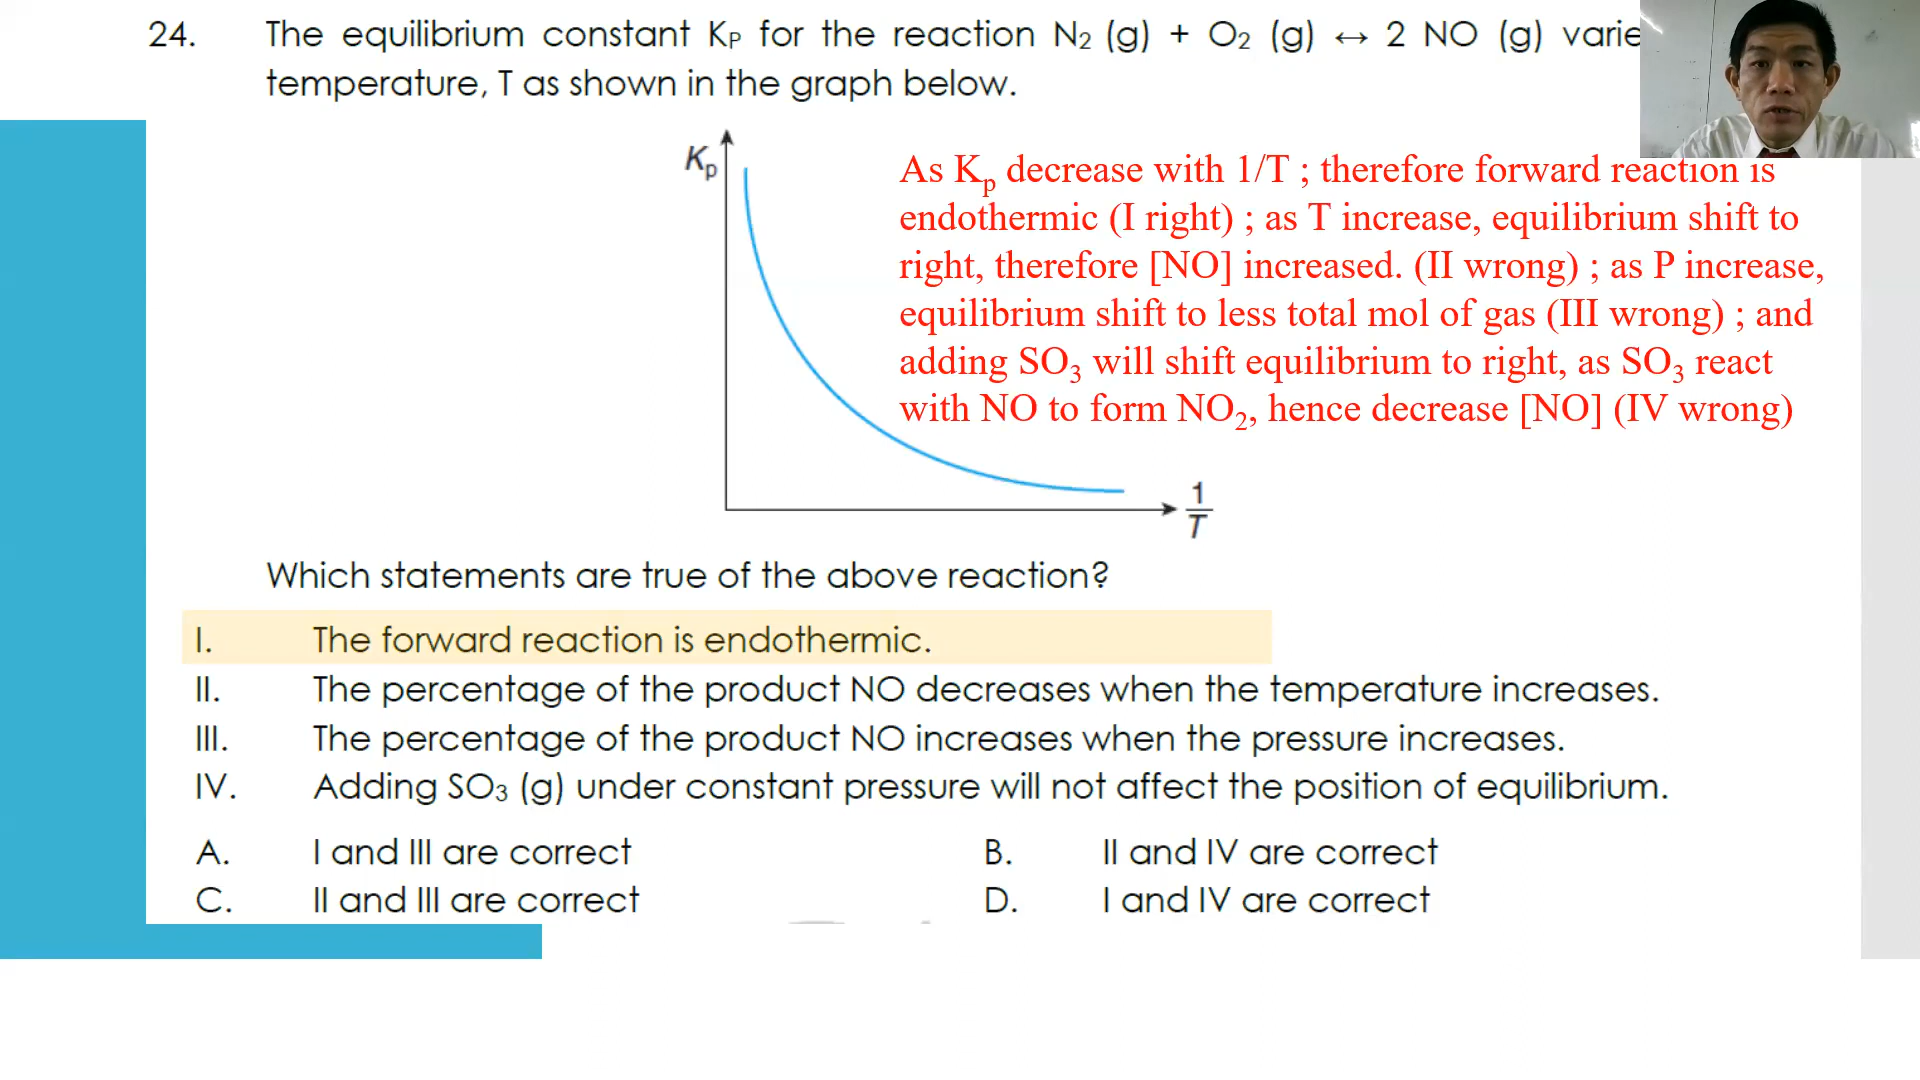 24. The equilibrium constant KP for the reaction N2 (g) + O2 (g) ↔ 2 NO (g) varie
temperature, T as shown in the graph below.
Kp
As Kp decrease with 1/T ; therefore forward reaction is
endothermic (I right) ; as T increase, equilibrium shift to
right, therefore [NO] increased. (II wrong) ; as P increase,
equilibrium shift to less total mol of gas (III wrong) ; and
adding SO3 will shift equilibrium to right, as SO3 react
with NO to form NO2, hence decrease [NO] (IV wrong)
1
T
Which statements are true of the above reaction?
I. The forward reaction is endothermic.
II. The percentage of the product NO decreases when the temperature increases.
III. The percentage of the product NO increases when the pressure increases.
IV. Adding SO3 (g) under constant pressure will not affect the position of equilibrium.
A. I and III are correct B. II and IV are correct
C. II and III are correct D. I and IV are correct